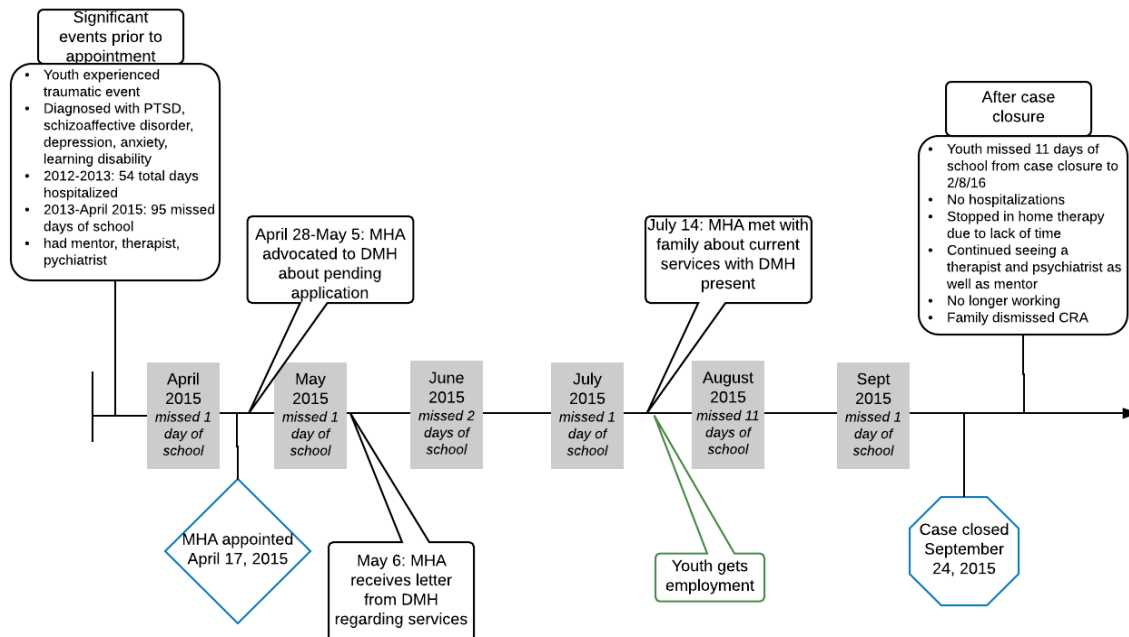 Significant
events prior to
appointment
• Youth experienced
traumatic event
• Diagnosed with PTSD,
schizoaffective disorder,
depression, anxiety,
learning disability
• 2012-2013: 54 total days
hospitalized
• 2013-April 2015: 95 missed
days of school
• had mentor, therapist,
pychiatrist
April 28-May 5: MHA
advocated to DMH
about pending
application
July 14: MHA met with
family about current
services with DMH
present
After case
closure
• Youth missed 11 days of
school from case closure to
2/8/16
• No hospitalizations
• Stopped in home therapy
due to lack of time
• Continued seeing a
therapist and psychiatrist as
well as mentor
• No longer working
• Family dismissed CRA
April
2015
missed 1
day of
school
May
2015
missed 1
day of
school
June
2015
missed 2
days of
school
July
2015
missed 1
day of
school
August
2015
missed 11
days of
school
Sept
2015
missed 1
day of
school
MHA appointed
April 17, 2015
May 6: MHA
receives letter
from DMH
regarding services
Youth gets
employment
Case closed
September
24, 2015